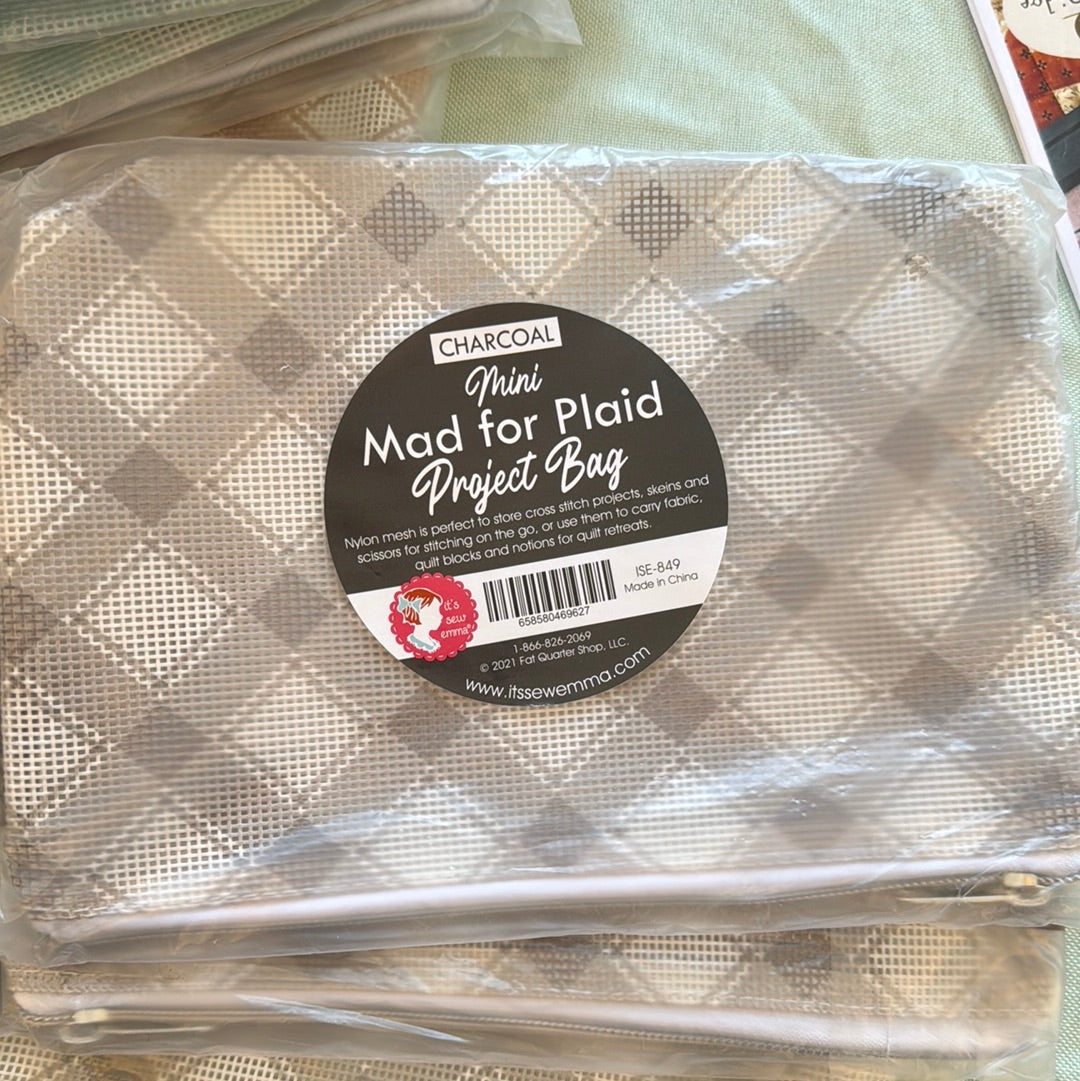 CHARCOAL
Mini
Mad for Plaid
Project Bag
Nylon mesh is perfect to store cross stitch projects, skeins and
scissors for stitching on the go, or use them to carry fabric,
quilt blocks and notions for quilt retreats.
it's
sew
emma®
658580469627
ISE-849
Made in China
1-866-826-2069
© 2021 Fat Quarter Shop, LLC.
www.itssewemma.com